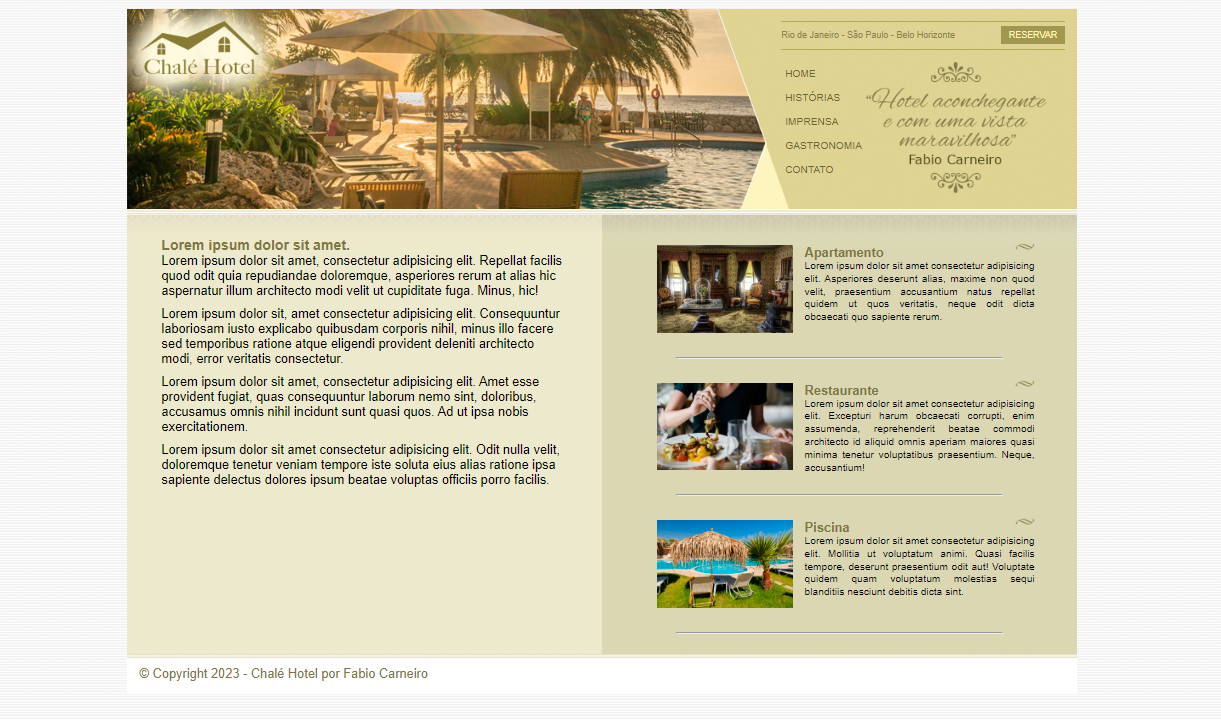 Chalé Hotel
Rio de Janeiro - São Paulo - Belo Horizonte
RESERVAR
HOME
HISTÓRIAS
IMPRENSA
GASTRONOMIA
CONTATO
“Hotel aconchegante
e com uma vista
maravilhosa”
Fabio Carneiro
Lorem ipsum dolor sit amet.
Lorem ipsum dolor sit amet, consectetur adipisicing elit. Repellat facilis
quod odit quia repudiandae doloremque, asperiores rerum at alias hic
aspernatur illum architecto modi velit ut cupiditate fuga. Minus, hic!
Lorem ipsum dolor sit, amet consectetur adipisicing elit. Consequuntur
laboriosam iusto explicabo quibusdam corporis nihil, minus illo facere
sed temporibus ratione atque eligendi provident deleniti architecto
modi, error veritatis consectetur.
Lorem ipsum dolor sit amet, consectetur adipisicing elit. Amet esse
provident fugiat, quas consequuntur laborum nemo sint, doloribus,
accusamus omnis nihil incidunt sunt quasi quos. Ad ut ipsa nobis
exercitationem.
Lorem ipsum dolor sit amet consectetur adipisicing elit. Odit nulla velit,
doloremque tenetur veniam tempore iste soluta eius alias ratione ipsa
sapiente delectus dolores ipsum beatae voluptas officiis porro facilis.
Apartamento
Lorem ipsum dolor sit amet consectetur adipisicing
elit. Asperiores deserunt alias, maxime non quod
velit, praesentium accusantium natus repellat
quidem ut quos veritatis, neque odit dicta
obcaecati quo sapiente rerum.
Restaurante
Lorem ipsum dolor sit amet consectetur adipisicing
elit. Excepturi harum obcaecati corrupti, enim
assumenda, reprehenderit beatae commodi
architecto id aliquid omnis aperiam maiores quasi
minima tenetur voluptatibus praesentium. Neque,
accusantium!
Piscina
Lorem ipsum dolor sit amet consectetur adipisicing
elit. Mollitia ut voluptatum animi. Quasi facilis
tempore, deserunt praesentium odit aut! Voluptate
quidem quam voluptatum molestias sequi
blanditiis nesciunt debitis dicta sint.
© Copyright 2023 - Chalé Hotel por Fabio Carneiro